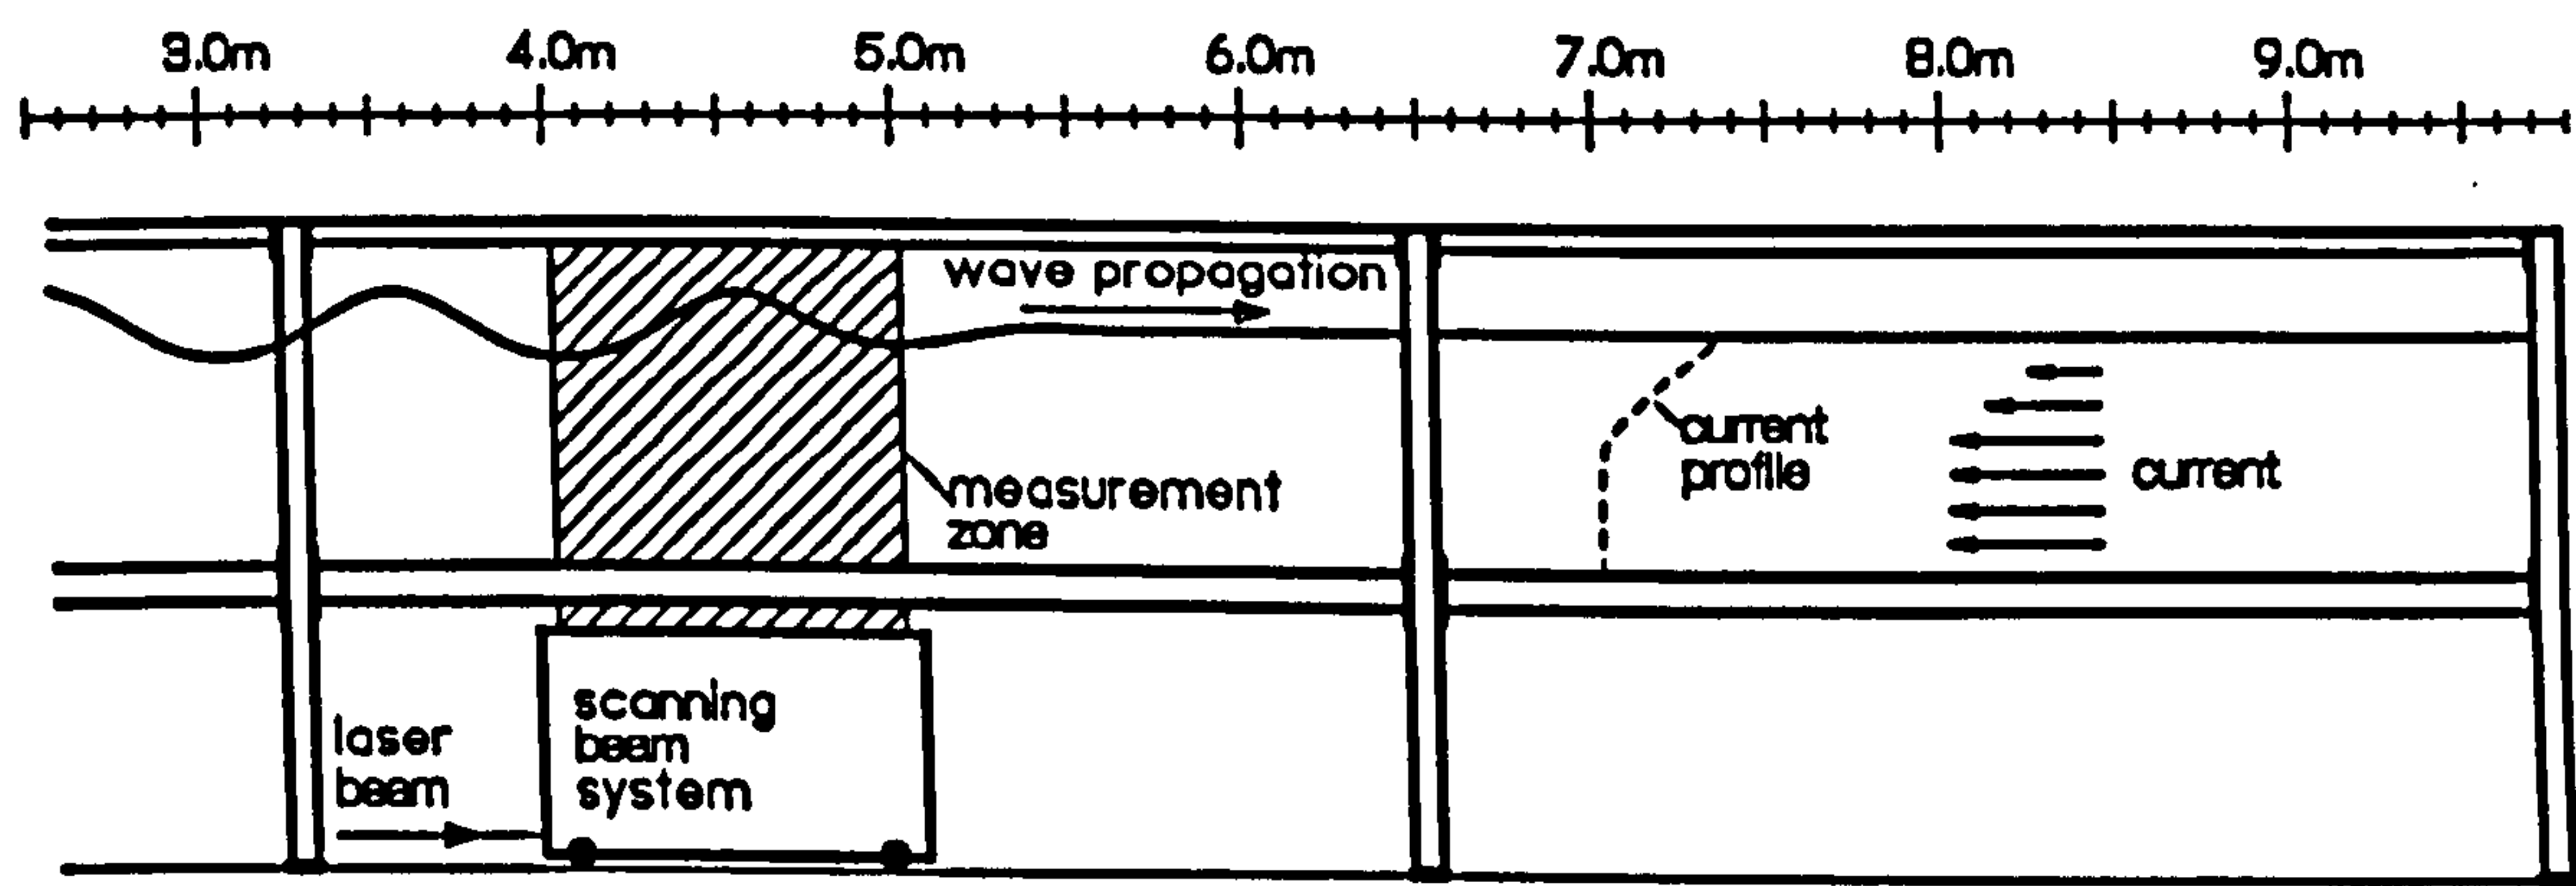 3.0m 4.0m 5.0m 6.0m 7.0m 8.0m 9.0m
wave propagation
current
profile
current
measurement
zone
scanning
beam
system
laser
beam